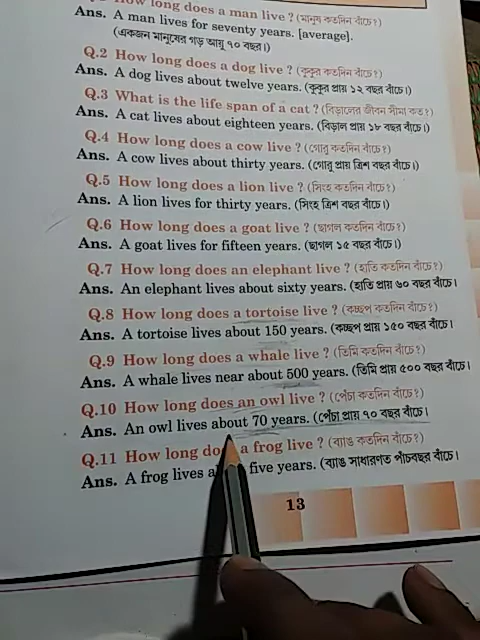 How long does a man live ? (মানুষ কতদিন বাঁচে?)
Ans. A man lives for seventy years. [average].
(একজন মানুষের গড় আয়ু ৭০ বছর।)
Q.2 How long does a dog live ? (কুকুর কতদিন বাঁচে?)
Ans. A dog lives about twelve years. (কুকুর প্রায় ১২ বছর বাঁচে।)
Q.3 What is the life span of a cat ? (বিড়ালের জীবন সীমা কত?)
Ans. A cat lives about eighteen years. (বিড়াল প্রায় ১৮ বছর বাঁচে।)
Q.4 How long does a cow live ? (গোরু কতদিন বাঁচে?)
Ans. A cow lives about thirty years. (গোরু প্রায় ত্রিশ বছর বাঁচে।)
Q.5 How long does a lion live ? (সিংহ কতদিন বাঁচে?)
Ans. A lion lives for thirty years. (সিংহ ত্রিশ বছর বাঁচে।)
Q.6 How long does a goat live ? (ছাগল কতদিন বাঁচে?)
Ans. A goat lives for fifteen years. (ছাগল ১৫ বছর বাঁচে।)
Q.7 How long does an elephant live ? (হাতি কতদিন বাঁচে?)
Ans. An elephant lives about sixty years. (হাতি প্রায় ৬০ বছর বাঁচে।
Q.8 How long does a tortoise live ? (কচ্ছপ কতদিন বাঁচে?)
Ans. A tortoise lives about 150 years. (কচ্ছপ প্রায় ১৫০ বছর বাঁচে।
Q.9 How long does a whale live ? (তিমি কতদিন বাঁচে?)
Ans. A whale lives near about 500 years. (তিমি প্রায় ৫০০ বছর বাঁচে।
Q.10 How long does an owl live ? (পেঁচা কতদিন বাঁচে?)
Ans. An owl lives about 70 years. (পেঁচা প্রায় ৭০ বছর বাঁচে।
Q.11 How long a frog live ? (ব্যাঙ কতদিন বাঁচে?)
Ans. A frog lives five years. (ব্যাঙ সাধারণত পাঁচবছর বাঁচে।
13